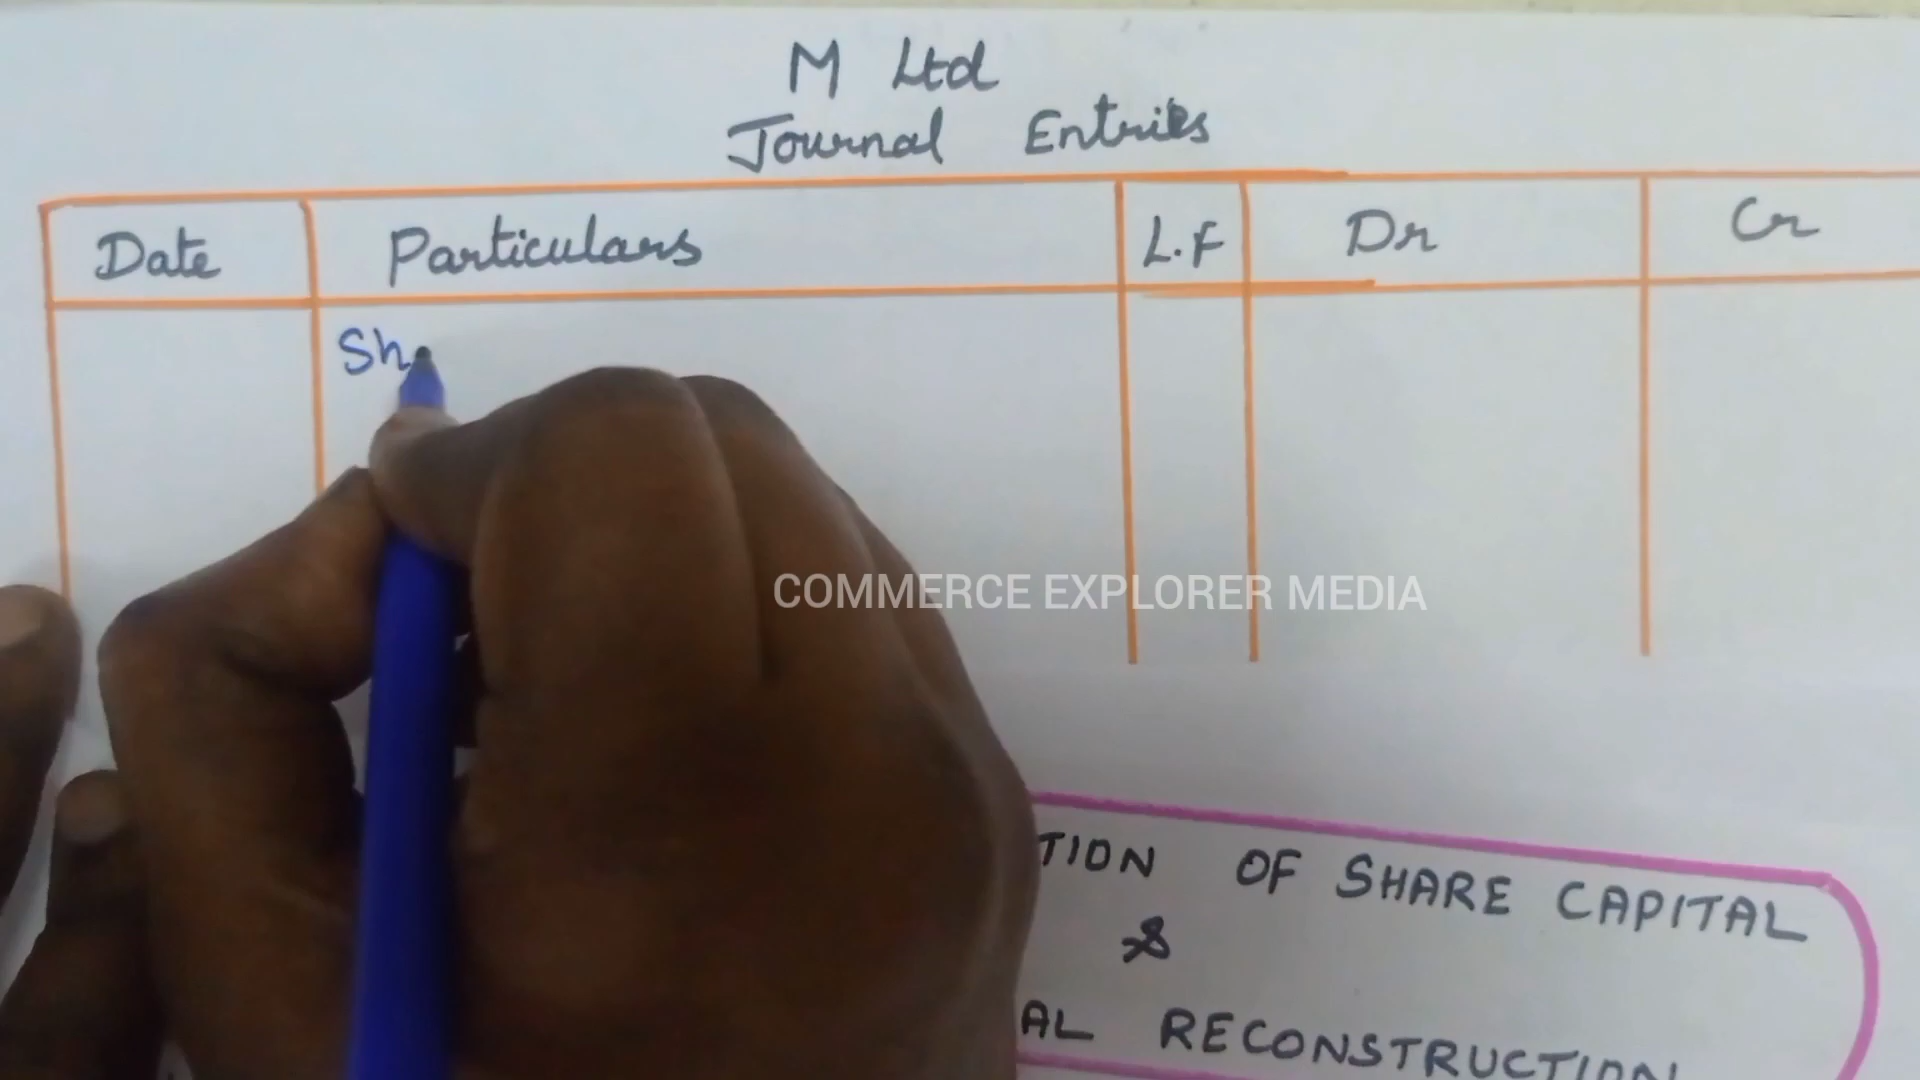 M Ltd
Journal Entries
Date Particulars L.F Dr Cr
Sh
COMMERCE EXPLORER MEDIA
TION OF SHARE CAPITAL
&
AL RECONSTRUCTION